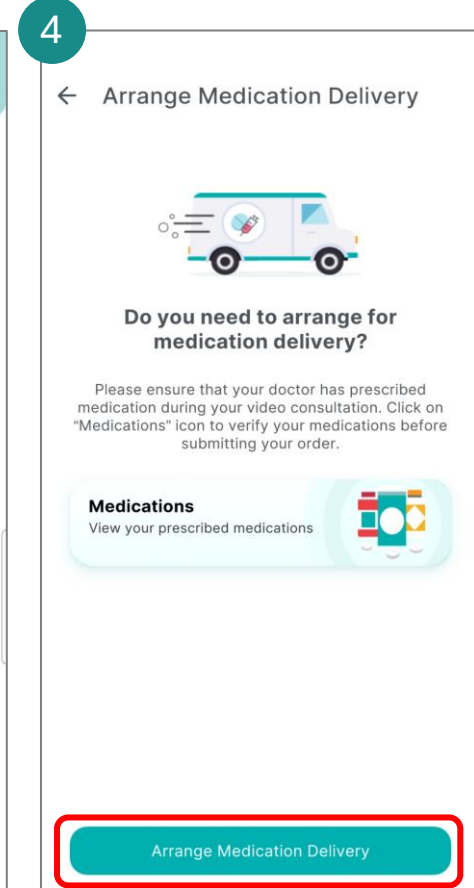 4
← Arrange Medication Delivery
Do you need to arrange for
medication delivery?
Please ensure that your doctor has prescribed
medication during your video consultation. Click on
“Medications” icon to verify your medications before
submitting your order.
Medications
View your prescribed medications
Arrange Medication Delivery